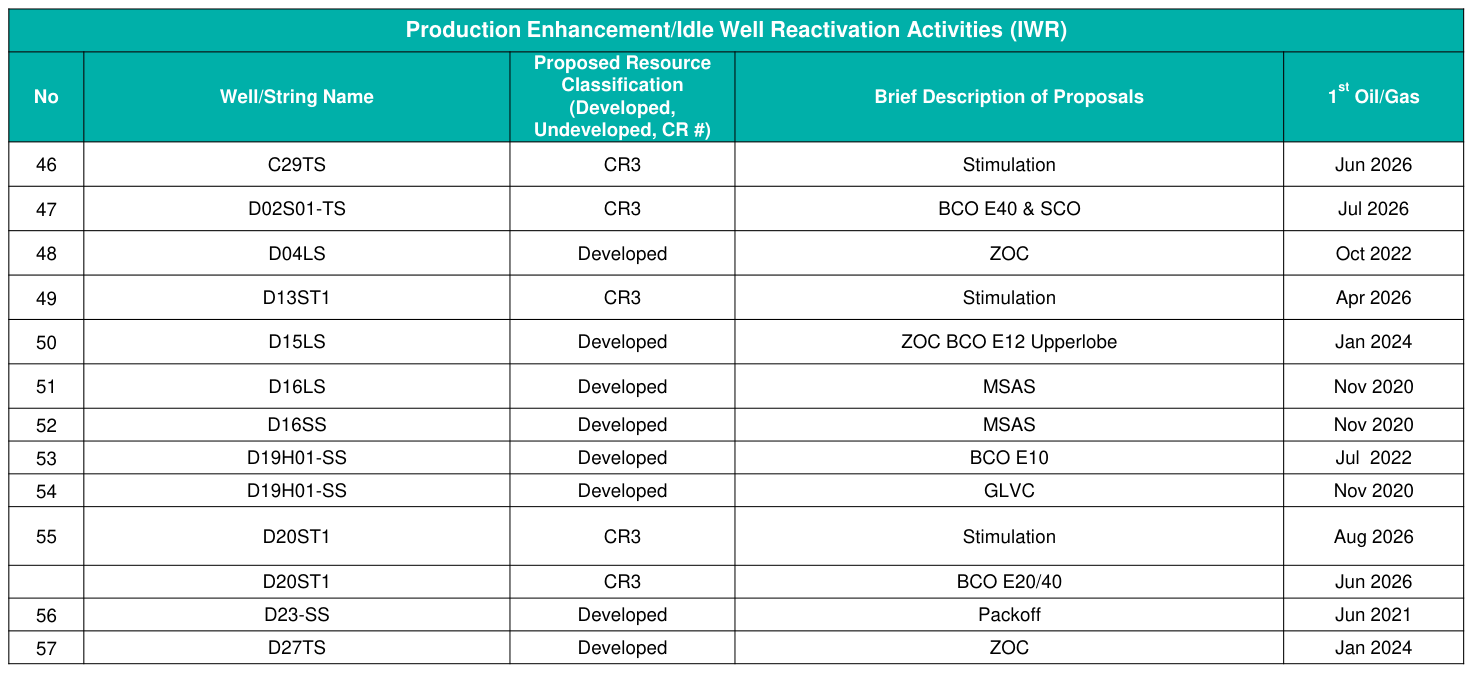 Production Enhancement/Idle Well Reactivation Activities (IWR)
No Well/String Name Proposed Resource Classification (Developed, Undeveloped, CR #) Brief Description of Proposals 1st Oil/Gas
46 C29TS CR3 Stimulation Jun 2026
47 D02S01-TS CR3 BCO E40 & SCO Jul 2026
48 D04LS Developed ZOC Oct 2022
49 D13ST1 CR3 Stimulation Apr 2026
50 D15LS Developed ZOC BCO E12 Upperlobe Jan 2024
51 D16LS Developed MSAS Nov 2020
52 D16SS Developed MSAS Nov 2020
53 D19H01-SS Developed BCO E10 Jul 2022
54 D19H01-SS Developed GLVC Nov 2020
55 D20ST1 CR3 Stimulation Aug 2026
D20ST1 CR3 BCO E20/40 Jun 2026
56 D23-SS Developed Packoff Jun 2021
57 D27TS Developed ZOC Jan 2024